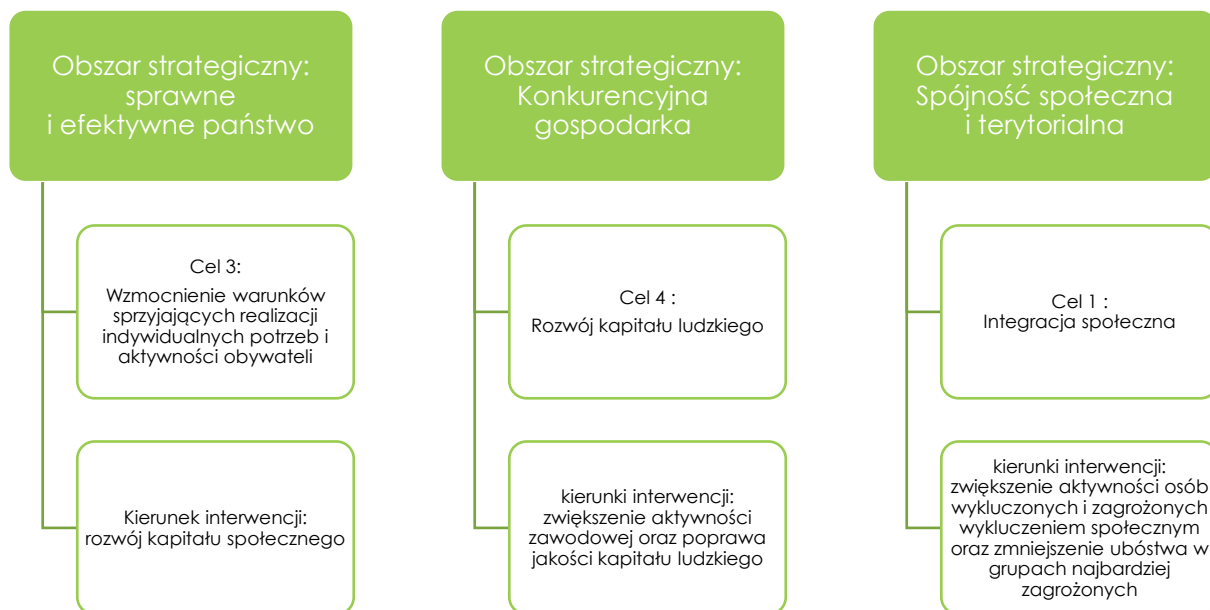 Obszar strategiczny:
sprawne
i efektywne państwo
Cel 3:
Wzmocnienie warunków
sprzyjających realizacji
indywidualnych potrzeb i
aktywności obywateli
Kierunek interwencji:
rozwój kapitału społecznego
Obszar strategiczny:
Konkurencyjna
gospodarka
Cel 4 :
Rozwój kapitału ludzkiego
kierunki interwencji:
zwiększenie aktywności
zawodowej oraz poprawa
jakości kapitału ludzkiego
Obszar strategiczny:
Spójność społeczna
i terytorialna
Cel 1 :
Integracja społeczna
kierunki interwencji:
zwiększenie aktywności osób
wykluczonych i zagrożonych
wykluczeniem społecznym
oraz zmniejszenie ubóstwa w
grupach najbardziej
zagrożonych